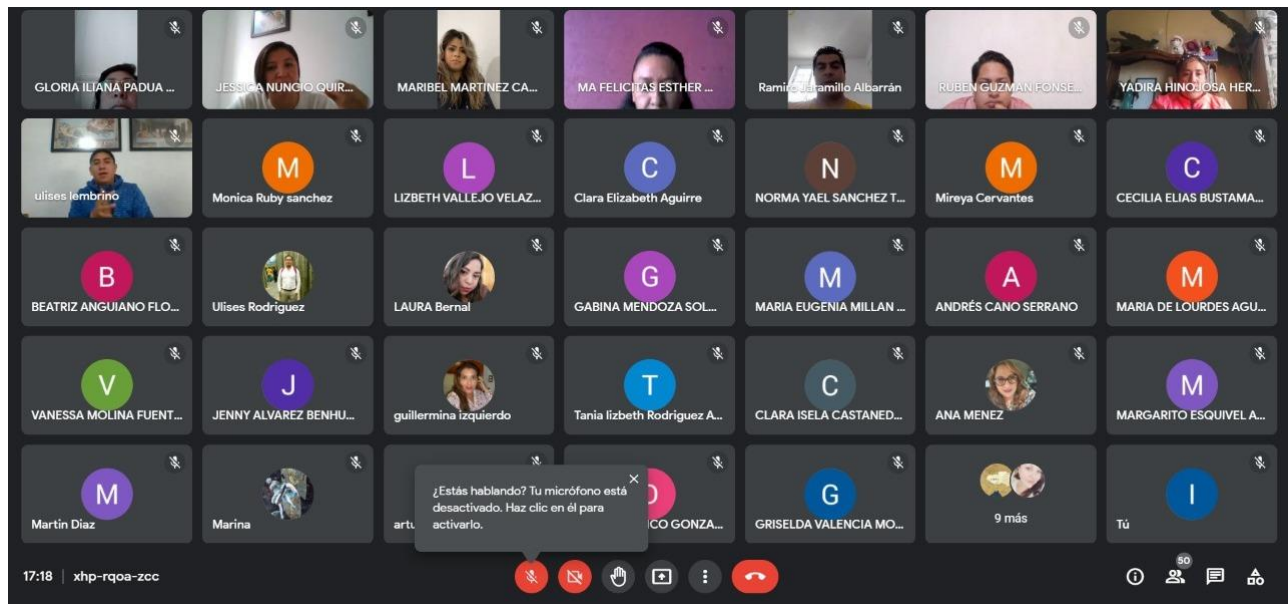 GLORIA ILIANA PADUA ...
JESSICA NUNCIO QUIR...
MARIBEL MARTINEZ CA...
MA FELICITAS ESTHER ...
Ramiro Jaramillo Albarrán
RUBEN GUZMAN FONSE...
YADIRA HINOJOSA HER...
ulises lembrino
M
Monica Ruby sanchez
L
LIZBETH VALLEJO VELAZ...
C
Clara Elizabeth Aguirre
N
NORMA YAEL SANCHEZ T...
M
Mireya Cervantes
C
CECILIA ELIAS BUSTAMA...
B
BEATRIZ ANGUIANO FLO...
Ulises Rodriguez
LAURA Bernal
G
GABINA MENDOZA SOL...
M
MARIA EUGENIA MILLAN ...
A
ANDRÉS CANO SERRANO
M
MARIA DE LOURDES AGU...
V
VANESSA MOLINA FUENT...
J
JENNY ALVAREZ BENHU...
guillermina izquierdo
T
Tania lizbeth Rodriguez A...
C
CLARA ISELA CASTANED...
ANA MENEZ
M
MARGARITO ESQUIVEL A...
M
Martin Diaz
Marina
artu
¿Estás hablando? Tu micrófono está
desactivado. Haz clic en él para
activarlo.
ICO GONZA...
G
GRISELDA VALENCIA MO...
9 más
I
Tú
17:18 | xhp-rqoa-zcc
50